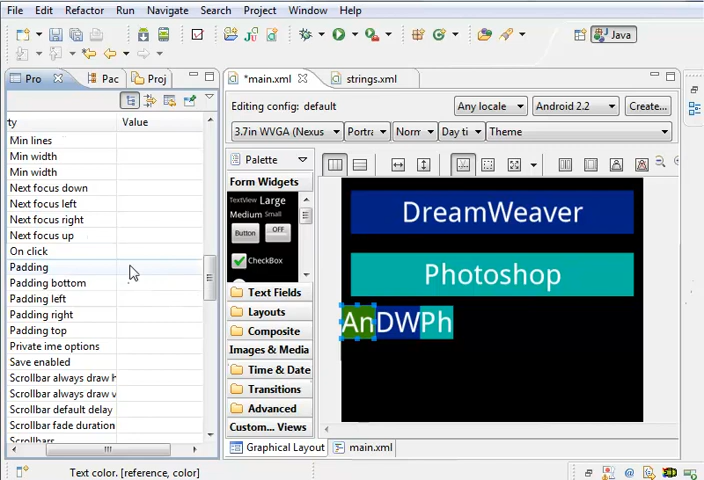 File Edit Refactor Run Navigate Search Project Window Help
Java
Pro Pac Proj
*main.xml strings.xml
Editing config: default
Any locale Android 2.2 Create...
3.7in WVGA (Nexus Portra Norm Day ti Theme
ty Value
Min lines
Min width
Min width
Next focus down
Next focus left
Next focus right
Next focus up
On click
Padding
Padding bottom
Padding left
Padding right
Padding top
Private ime options
Save enabled
Scrollbar always draw h
Scrollbar always draw v
Scrollbar default delay
Scrollbar fade duration
Scrollbars
Palette
Form Widgets
TextView Large
Medium Small
Button OFF
CheckBox
Text Fields
Layouts
Composite
Images & Media
Time & Date
Transitions
Advanced
Custom... Views
DreamWeaver
Photoshop
AnDWPh
Graphical Layout main.xml
Text color. [reference, color]